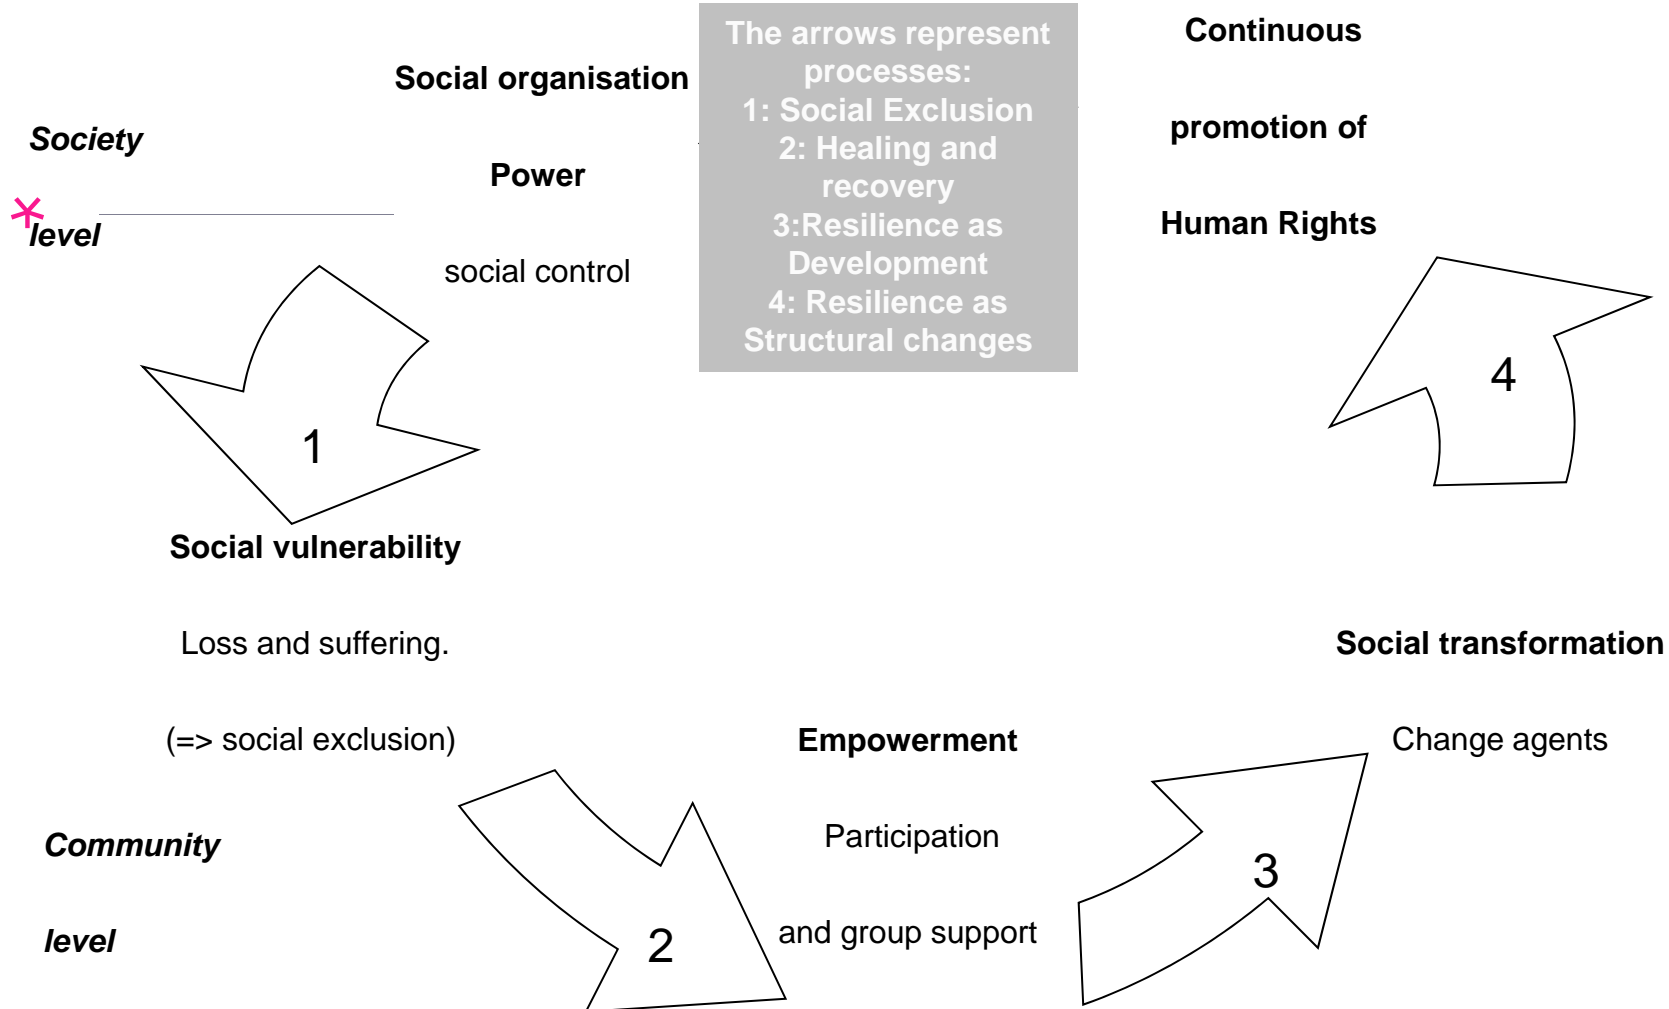 Society
level
Social organisation
Power
social control
The arrows represent
processes:
1: Social Exclusion
2: Healing and
recovery
3:Resilience as
Development
4: Resilience as
Structural changes
Continuous
promotion of
Human Rights
1
4
Social vulnerability
Loss and suffering.
(=> social exclusion)
Community
level
2
Empowerment
Participation
and group support
3
Social transformation
Change agents